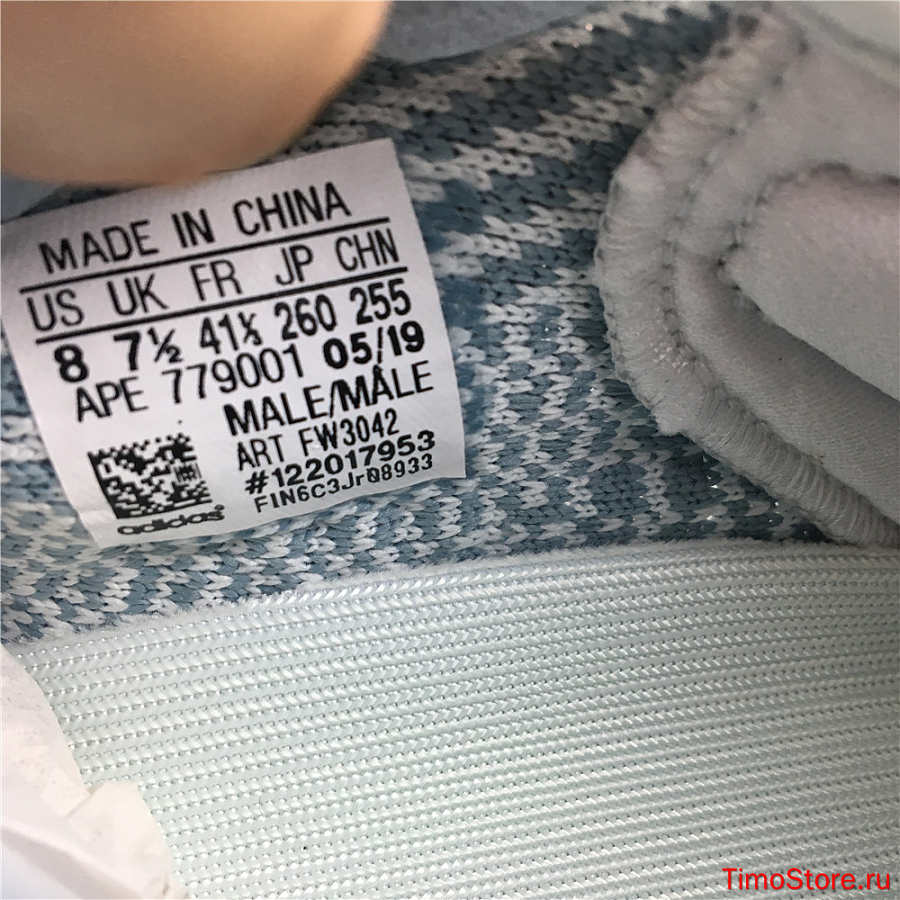 MADE IN CHINA
US UK FR JP CHN
8 7½ 41⅓ 260 255
APE 779001 05/19
MALE/MÂLE
ART FW3042
#122017953
FIN6C3Jr08933
adidas
TimoStore.ru